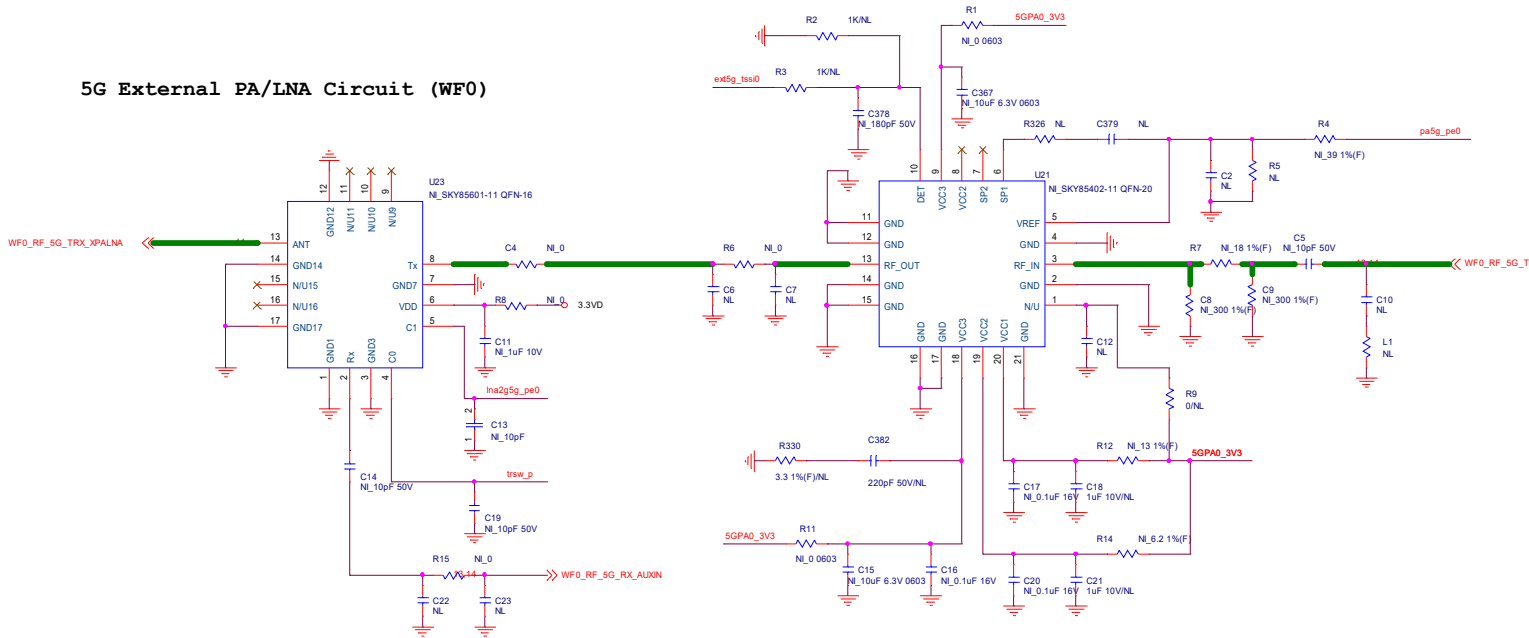 5G External PA/LNA Circuit (WF0)
R2
1K/NL
R1
5GPA0_3V3
NI_0 0603
R3
1K/NL
ext5g_tssi0
C378
NI_180pF 50V
C367
NI_10uF 6.3V 0603
R326
NL
C379
NL
R4
pa5g_pe0
NI_39 1%(F)
C2
NL
R5
NL
U23
NI_SKY85601-11 QFN-16
12
11
10
9
GND12
N/U11
N/U10
N/U9
WF0_RF_5G_TRX_XPALNA
13
ANT
14
GND14
15
N/U15
16
N/U16
17
GND17
Tx
8
GND7
7
VDD
6
C1
5
GND1
Rx
GND3
C0
1
2
3
4
C4
NI_0
R6
NI_0
C6
NL
C7
NL
R8
NI_0
3.3VD
C11
NI_1uF 10V
lna2g5g_pe0
2
1
C13
NI_10pF
C14
NI_10pF 50V
trsw_p
C19
NI_10pF 50V
R15
NI_0
13,14
WF0_RF_5G_RX_AUXIN
C22
NL
C23
NL
U21
NI_SKY85402-11 QFN-20
10
9
8
7
6
DET
VCC3
VCC2
SP2
SP1
11
GND
12
GND
13
RF_OUT
14
GND
15
GND
VREF
5
GND
4
RF_IN
3
GND
2
N/U
1
GND
GND
VCC3
VCC2
VCC1
GND
16
17
18
19
20
21
R7
NI_18 1%(F)
C5
NI_10pF 50V
WF0_RF_5G_T
C8
NI_300 1%(F)
C9
NI_300 1%(F)
C10
NL
L1
NL
C12
NL
R9
0/NL
R330
3.3 1%(F)/NL
C382
220pF 50V/NL
R12
NI_13 1%(F)
5GPA0_3V3
C17
NI_0.1uF 16V
C18
1uF 10V/NL
5GPA0_3V3
R11
NI_0 0603
C15
NI_10uF 6.3V 0603
C16
NI_0.1uF 16V
R14
NI_6.2 1%(F)
C20
NI_0.1uF 16V
C21
1uF 10V/NL